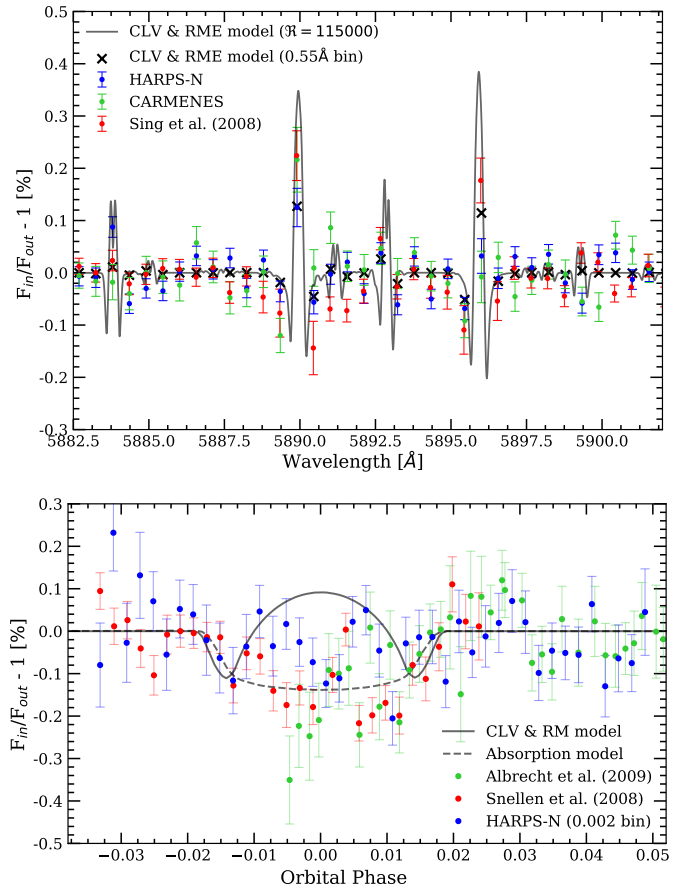 CLV & RME model (ℜ = 115000)
CLV & RME model (0.55Å bin)
HARPS-N
CARMENES
Sing et al. (2008)
F_in/F_out - 1 [%]
0.5
0.4
0.3
0.2
0.1
0.0
-0.1
-0.2
-0.3
5882.5 5885.0 5887.5 5890.0 5892.5 5895.0 5897.5 5900.0
Wavelength [Å]
F_in/F_out - 1 [%]
0.3
0.2
0.1
0.0
-0.1
-0.2
-0.3
-0.4
-0.5
CLV & RM model
Absorption model
Albrecht et al. (2009)
Snellen et al. (2008)
HARPS-N (0.002 bin)
−0.03 −0.02 −0.01 0.00 0.01 0.02 0.03 0.04 0.05
Orbital Phase